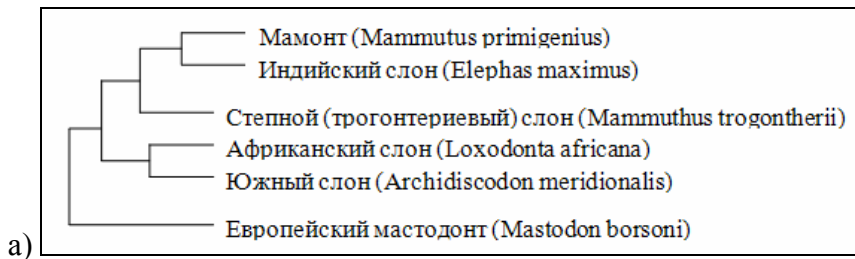 Мамонт (Mammutus primigenius)
Индийский слон (Elephas maximus)
Степной (трогонтериевый) слон (Mammuthus trogontherii)
Африканский слон (Loxodonta africana)
Южный слон (Archidiscodon meridionalis)
Европейский мастодонт (Mastodon borsoni)
а)